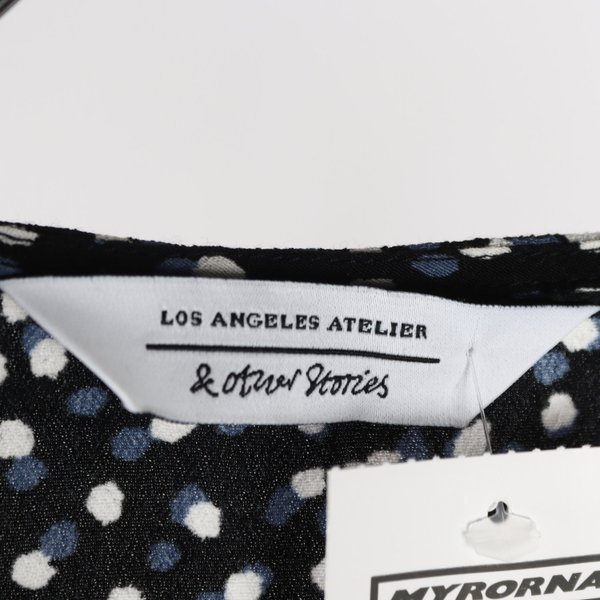 LOS ANGELES ATELIER
& Other Stories
MYRORNA